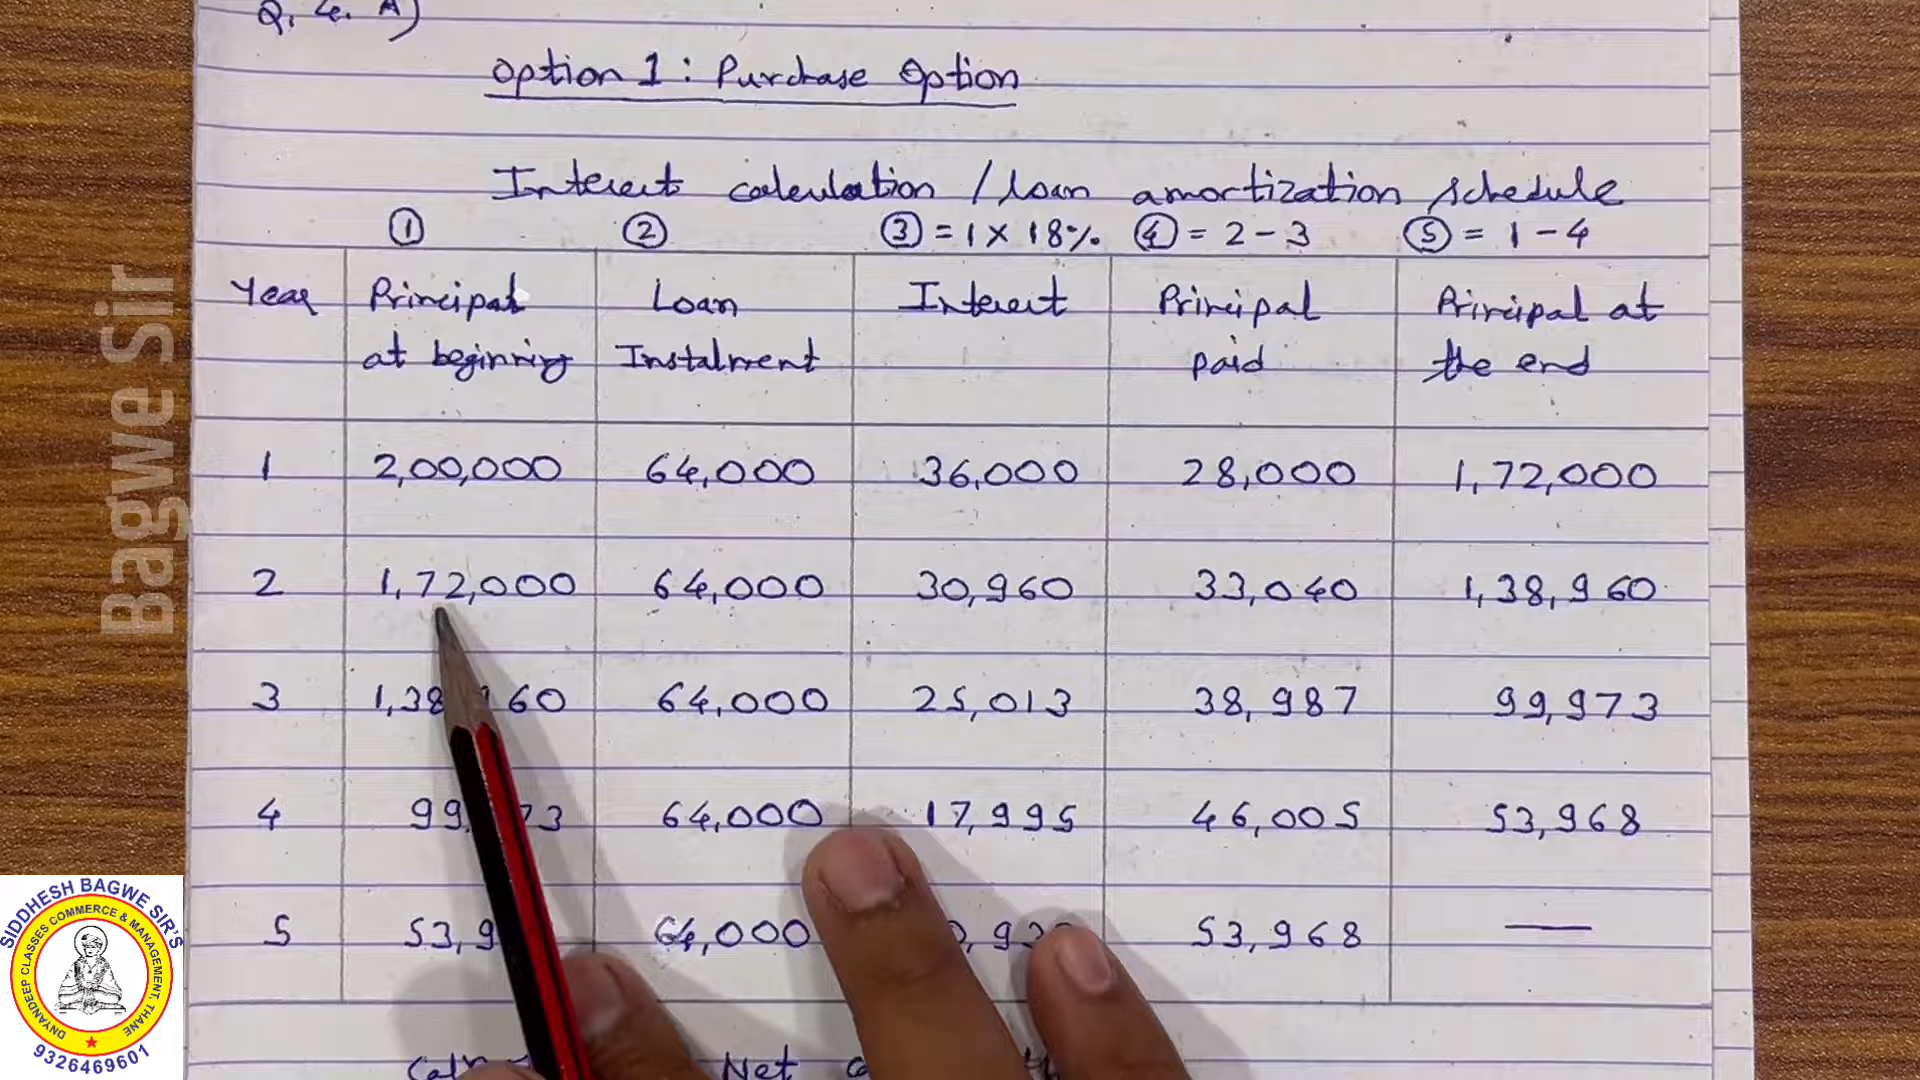 Q. 4. A)
Option 1 : Purchase Option
Interest calculation / loan amortization schedule
① ② ③ = 1 × 18% ④ = 2 - 3 ⑤ = 1 - 4
Year Principal at beginning Loan Instalment Interest Principal paid Principal at the end
1 2,00,000 64,000 36,000 28,000 1,72,000
2 1,72,000 64,000 30,960 33,040 1,38,960
3 64,000 25,013 38,987 99,973
4 64,000 17,995 46,005 53,968
5 64,000 53,968 —
Net
Bagwe Sir
SIDDHESH BAGWE SIR'S
DNYANDEEP CLASSES COMMERCE & MANAGEMENT, THANE
9326469601